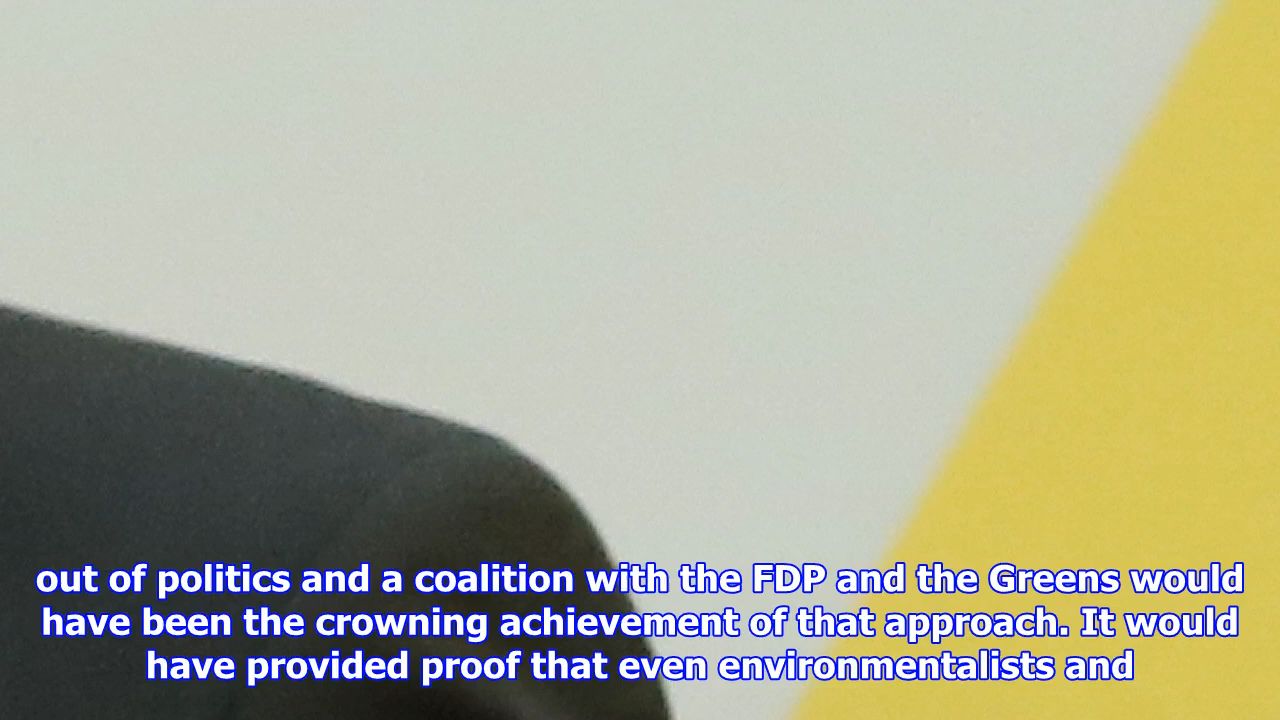 out of politics and a coalition with the FDP and the Greens would
have been the crowning achievement of that approach. It would
have provided proof that even environmentalists and